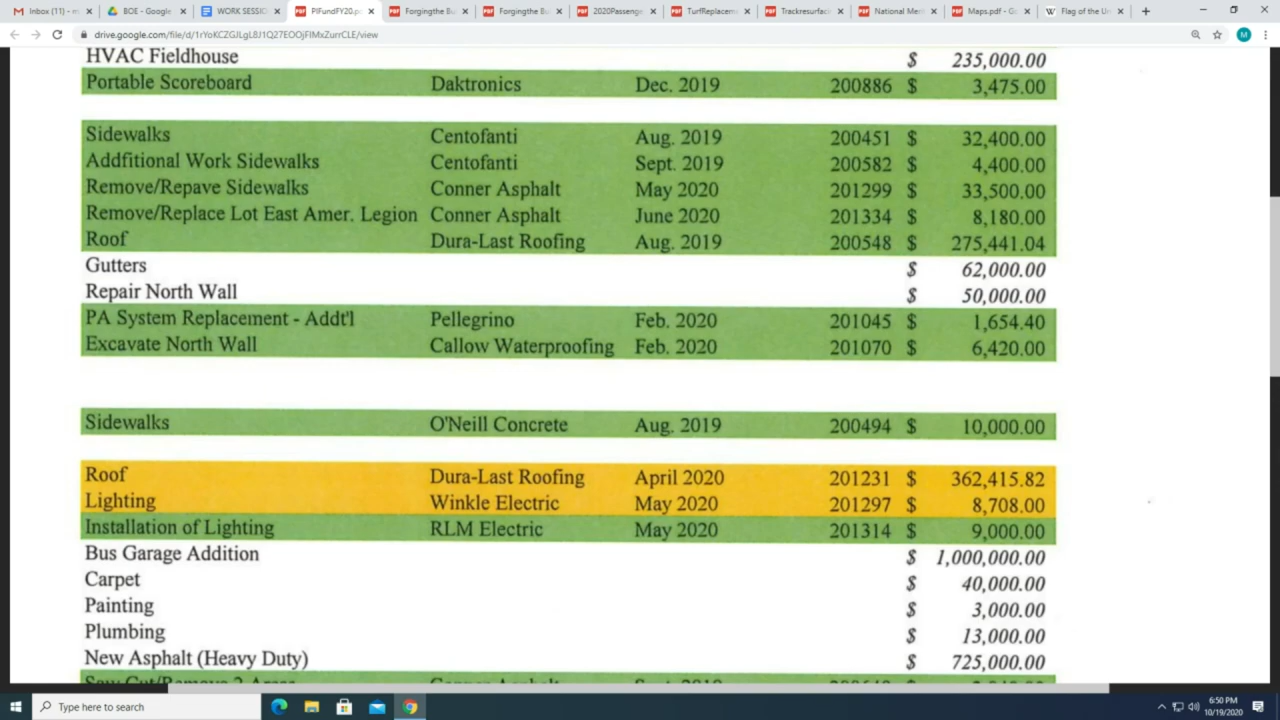 Inbox (11) - m
BOE - Google
WORK SESSIO
PIFundFY20.p
Forgingthe Bu
Forgingthe Bu
2020Passenge
TurfReplacem
Trackresurfac
National Mer
Maps.pdf - Go
Flag of the Un
drive.google.com/file/d/1rYoKCZGJLgL8J1Q27EOOjFIMxZurrCLE/view
HVAC Fieldhouse $ 235,000.00
Portable Scoreboard Daktronics Dec. 2019 200886 $ 3,475.00
Sidewalks Centofanti Aug. 2019 200451 $ 32,400.00
Addfitional Work Sidewalks Centofanti Sept. 2019 200582 $ 4,400.00
Remove/Repave Sidewalks Conner Asphalt May 2020 201299 $ 33,500.00
Remove/Replace Lot East Amer. Legion Conner Asphalt June 2020 201334 $ 8,180.00
Roof Dura-Last Roofing Aug. 2019 200548 $ 275,441.04
Gutters $ 62,000.00
Repair North Wall $ 50,000.00
PA System Replacement - Addt'l Pellegrino Feb. 2020 201045 $ 1,654.40
Excavate North Wall Callow Waterproofing Feb. 2020 201070 $ 6,420.00
Sidewalks O'Neill Concrete Aug. 2019 200494 $ 10,000.00
Roof Dura-Last Roofing April 2020 201231 $ 362,415.82
Lighting Winkle Electric May 2020 201297 $ 8,708.00
Installation of Lighting RLM Electric May 2020 201314 $ 9,000.00
Bus Garage Addition $ 1,000,000.00
Carpet $ 40,000.00
Painting $ 3,000.00
Plumbing $ 13,000.00
New Asphalt (Heavy Duty) $ 725,000.00
Type here to search
6:50 PM
10/19/2020